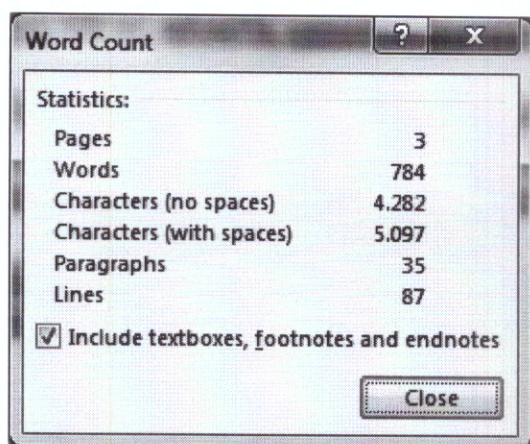 Word Count
? X
Statistics:
Pages 3
Words 784
Characters (no spaces) 4.282
Characters (with spaces) 5.097
Paragraphs 35
Lines 87
Include textboxes, footnotes and endnotes
Close